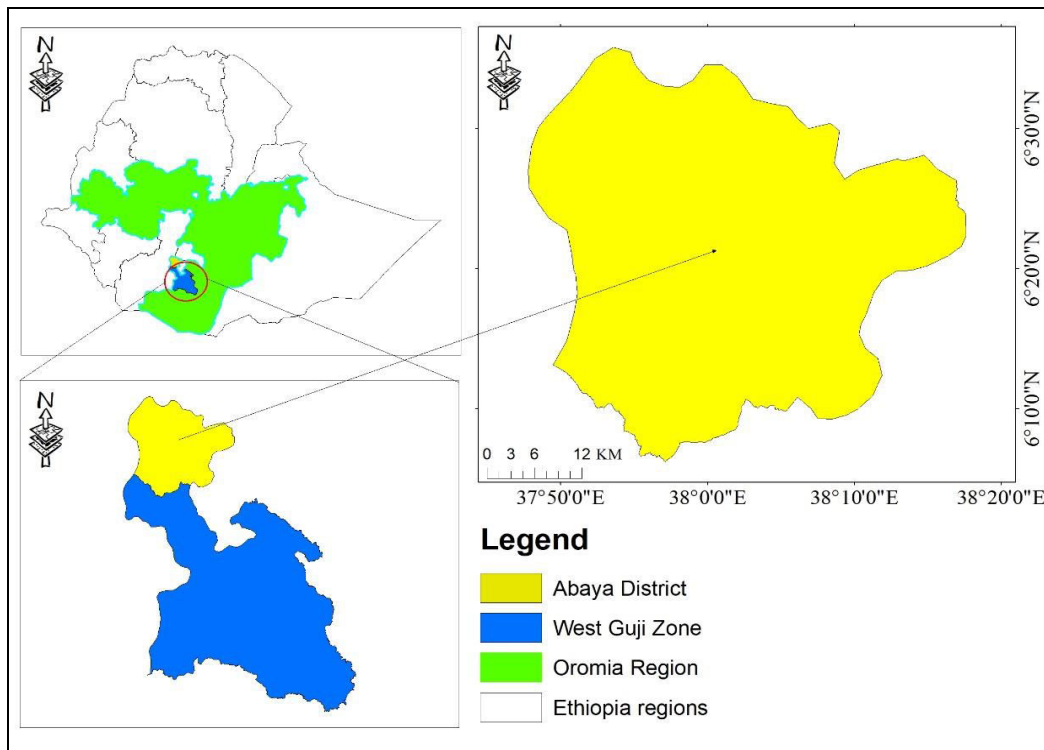 N
N
6°30'0"N
6°20'0"N
6°10'0"N
0 3 6 12 KM
37°50'0"E 38°0'0"E 38°10'0"E 38°20'0"E
N
Legend
Abaya District
West Guji Zone
Oromia Region
Ethiopia regions